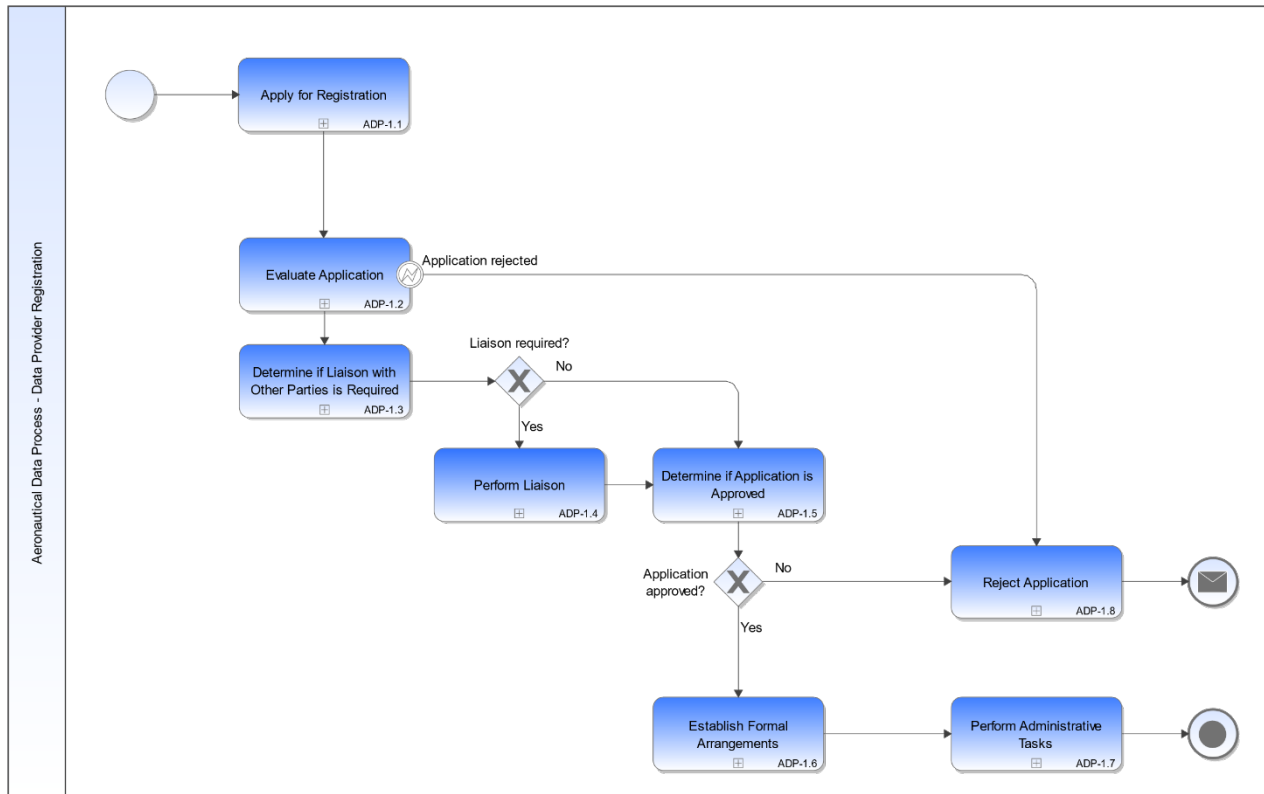 Aeronautical Data Process - Data Provider Registration
Apply for Registration
ADP-1.1
Evaluate Application
ADP-1.2
Application rejected
Determine if Liaison with
Other Parties is Required
ADP-1.3
Liaison required?
No
Yes
Perform Liaison
ADP-1.4
Determine if Application is
Approved
ADP-1.5
Application
approved?
No
Yes
Reject Application
ADP-1.8
Establish Formal
Arrangements
ADP-1.6
Perform Administrative
Tasks
ADP-1.7